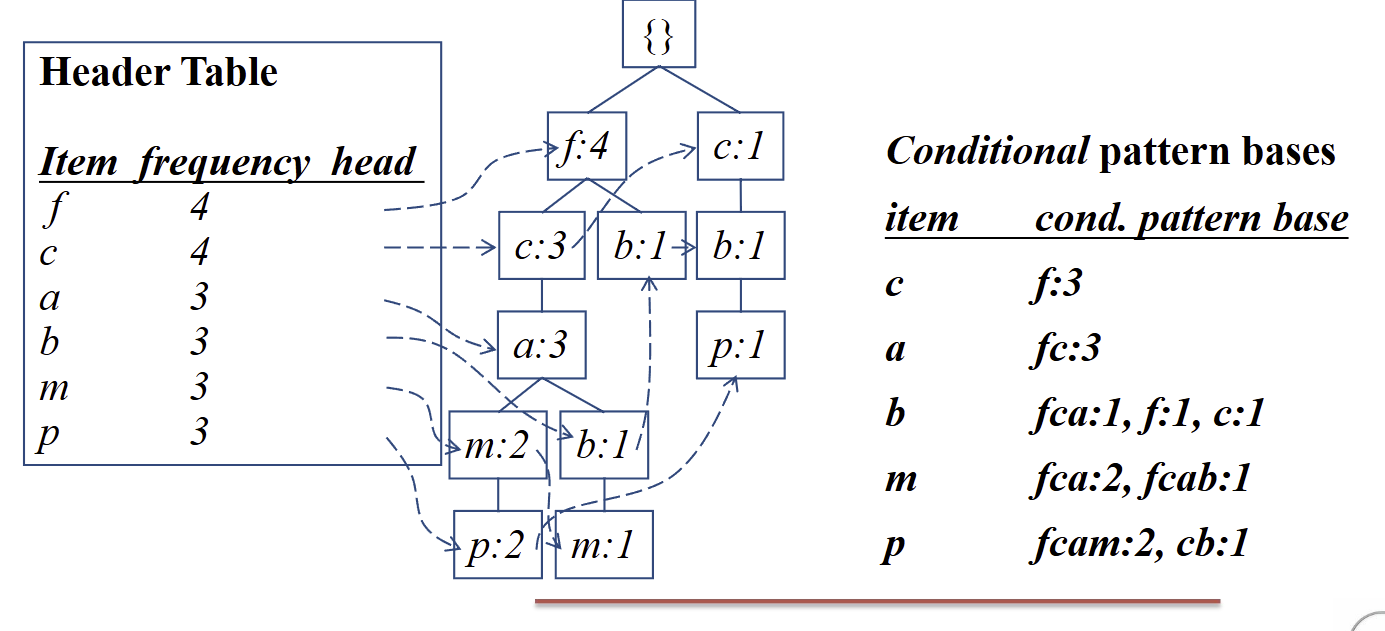 Header Table
Item frequency head
f 4
c 4
a 3
b 3
m 3
p 3
{}
f:4 c:1
c:3 b:1 b:1
a:3 p:1
m:2 b:1
p:2 m:1
Conditional pattern bases
item cond. pattern base
c f:3
a fc:3
b fca:1, f:1, c:1
m fca:2, fcab:1
p fcam:2, cb:1